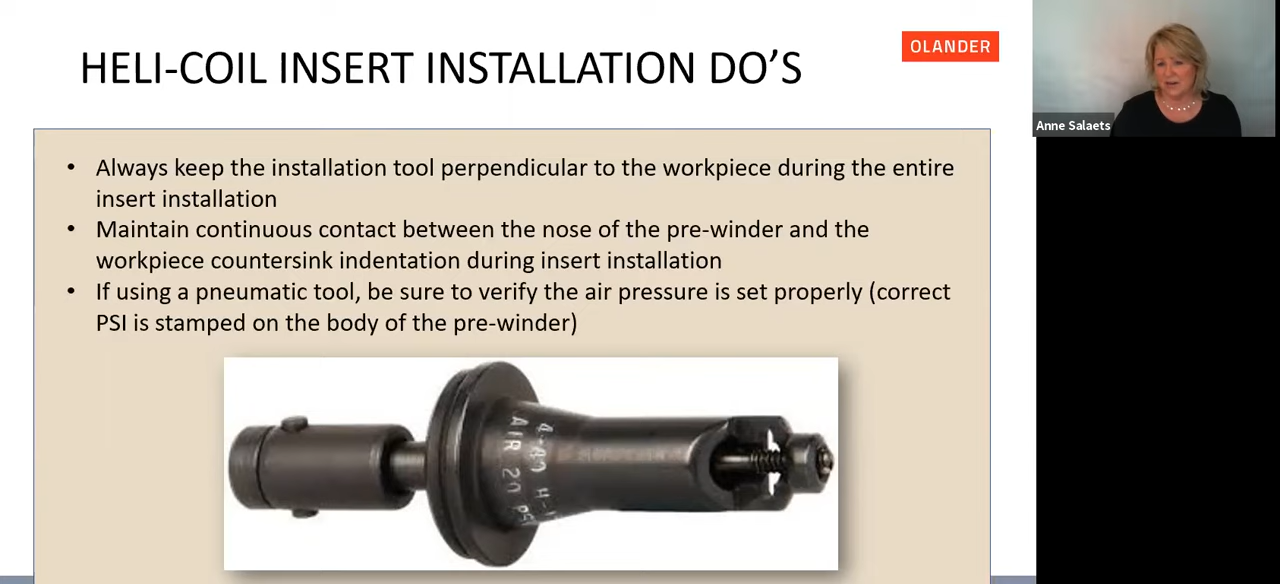 HELI-COIL INSERT INSTALLATION DO’S
OLANDER
Anne Salaets
• Always keep the installation tool perpendicular to the workpiece during the entire
insert installation
• Maintain continuous contact between the nose of the pre-winder and the
workpiece countersink indentation during insert installation
• If using a pneumatic tool, be sure to verify the air pressure is set properly (correct
PSI is stamped on the body of the pre-winder)
AIR 20 PSI